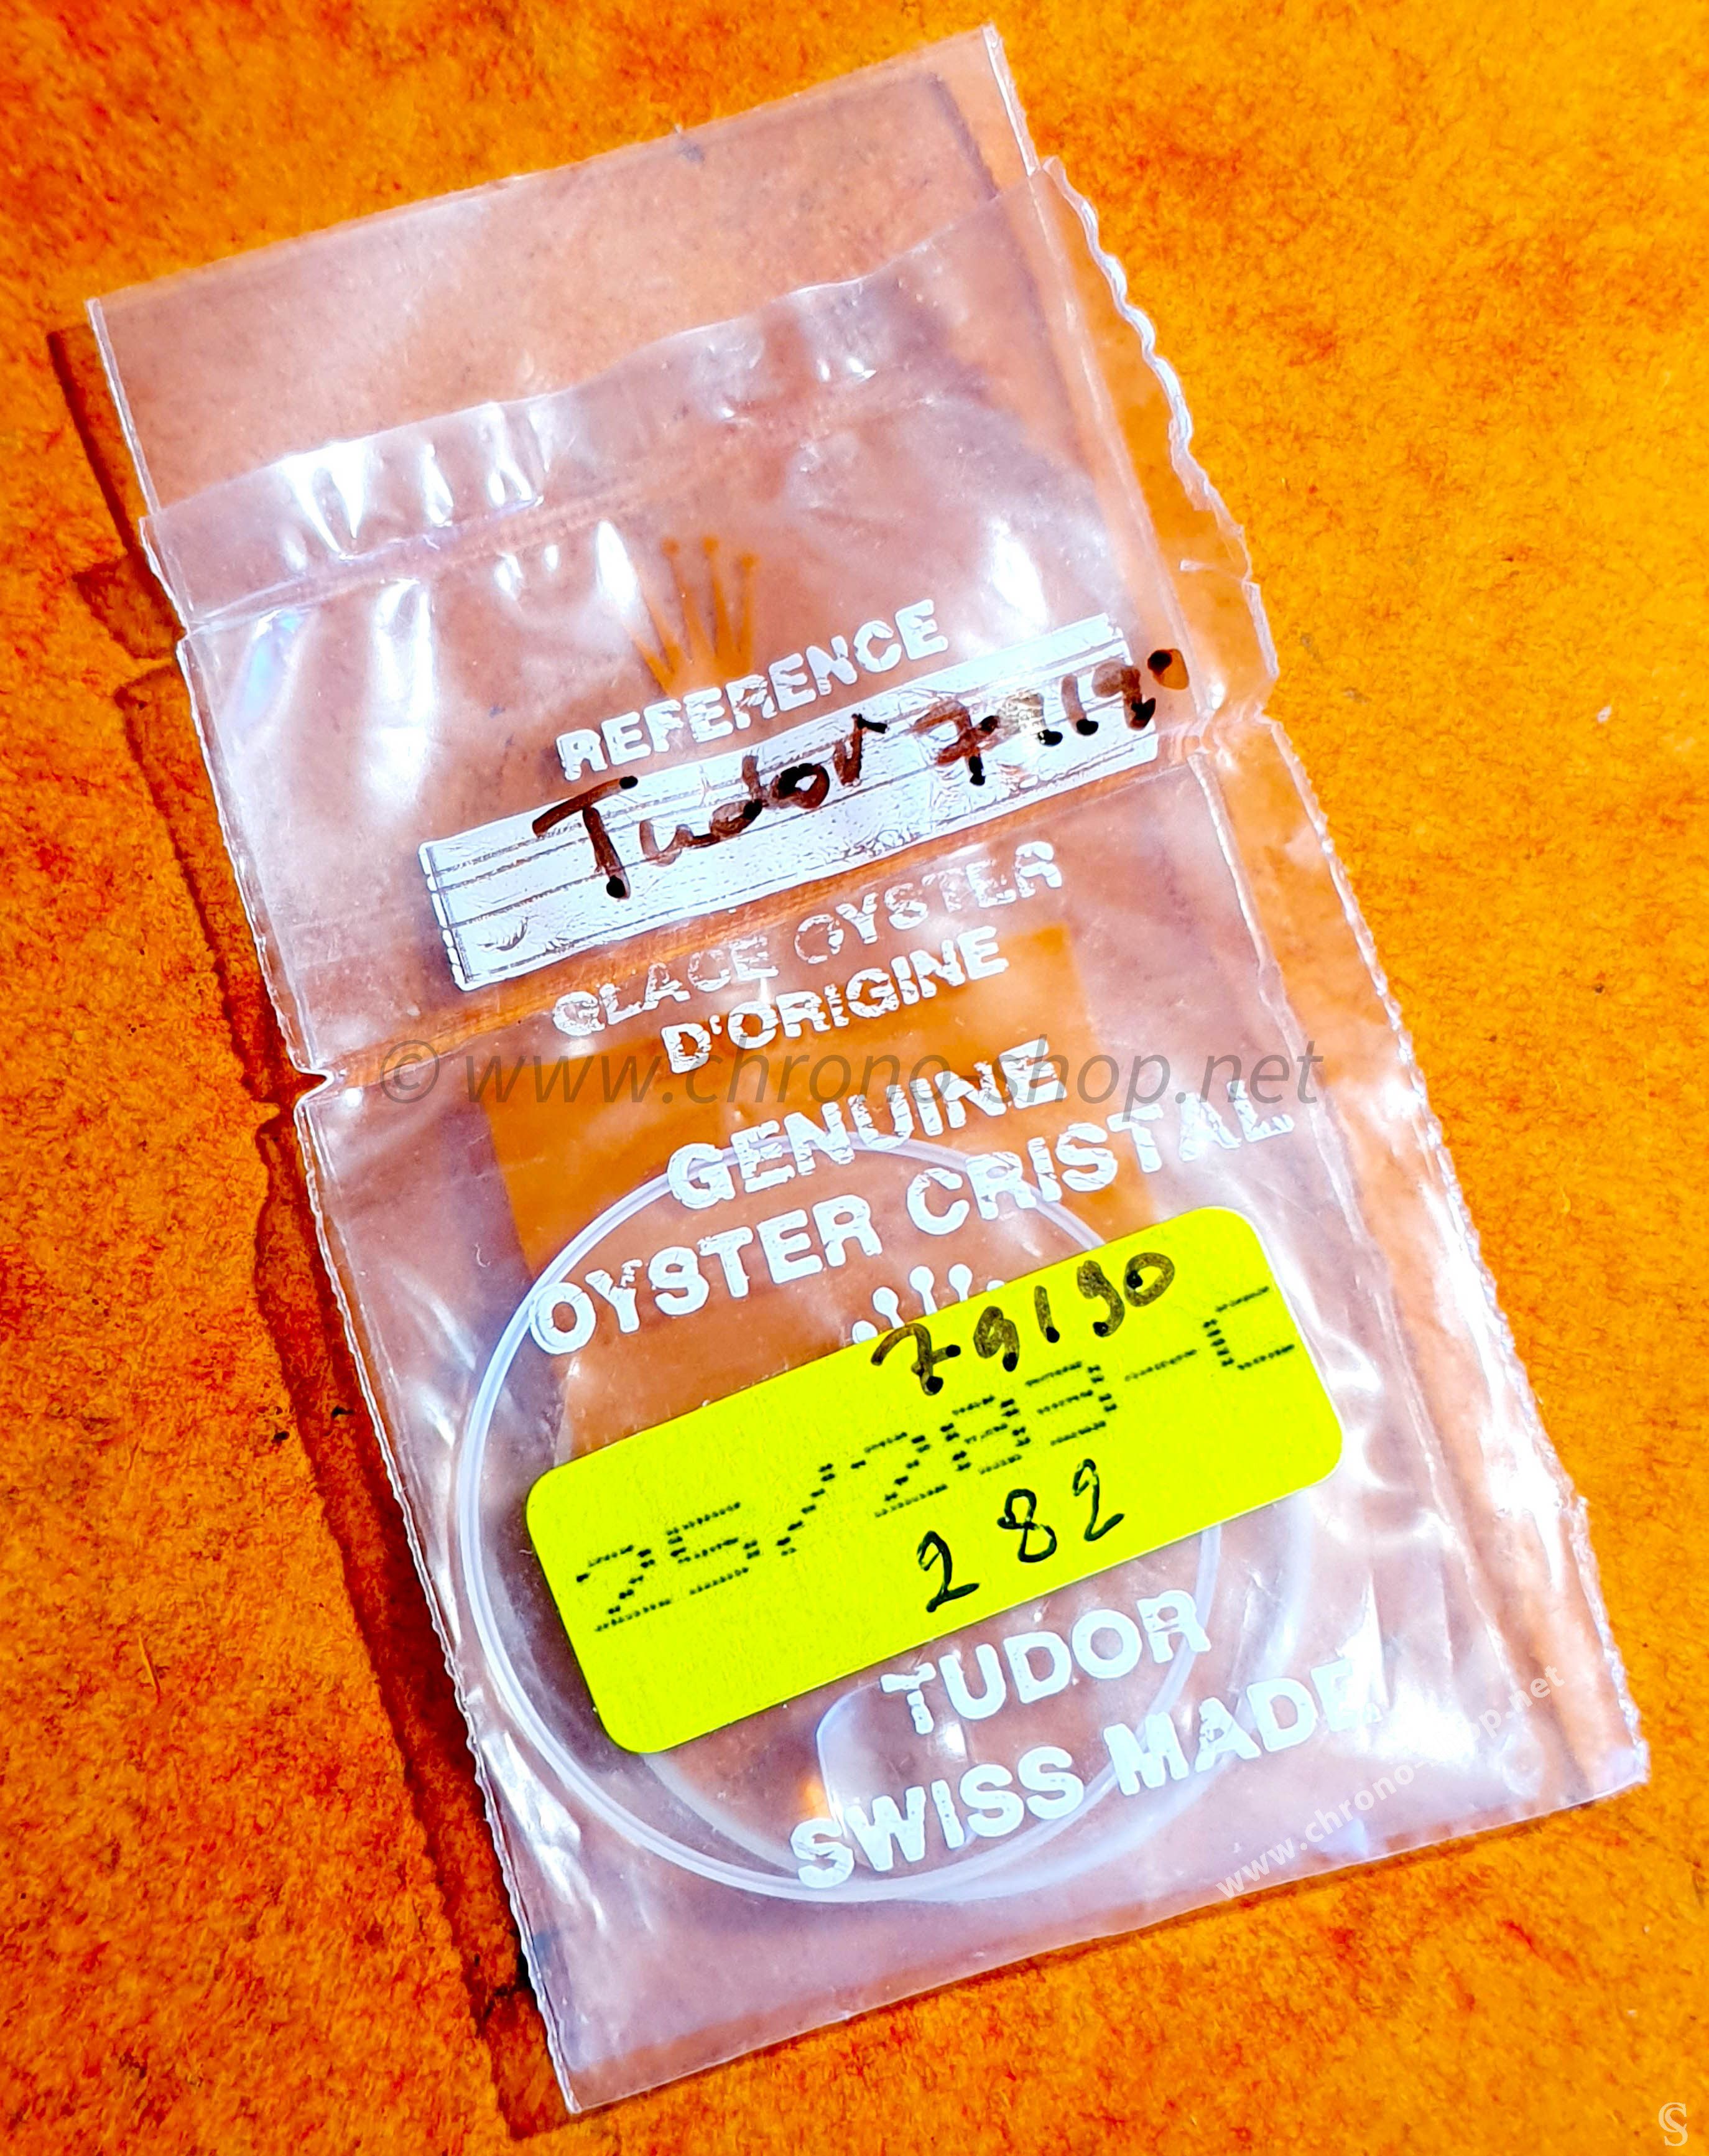 REFERENCE
Tudor
GLACE OYSTER
D'ORIGINE
© www.chrono-shop.net
GENUINE
OYSTER CRISTAL
79190
25/283-C
282
TUDOR
SWISS MADE
www.chrono-shop.net